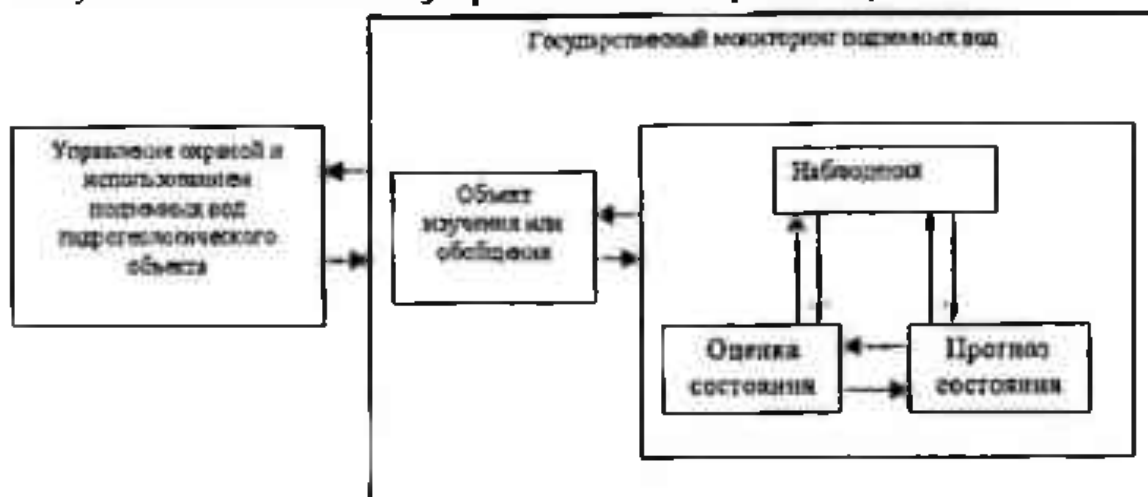 Государственный мониторинг подземных вод
Управление охраной и
использованием
подземных вод
гидрогеологического
объекта
Объект
изучения или
обобщения
Наблюдения
Оценка
состояния
Прогноз
состояния